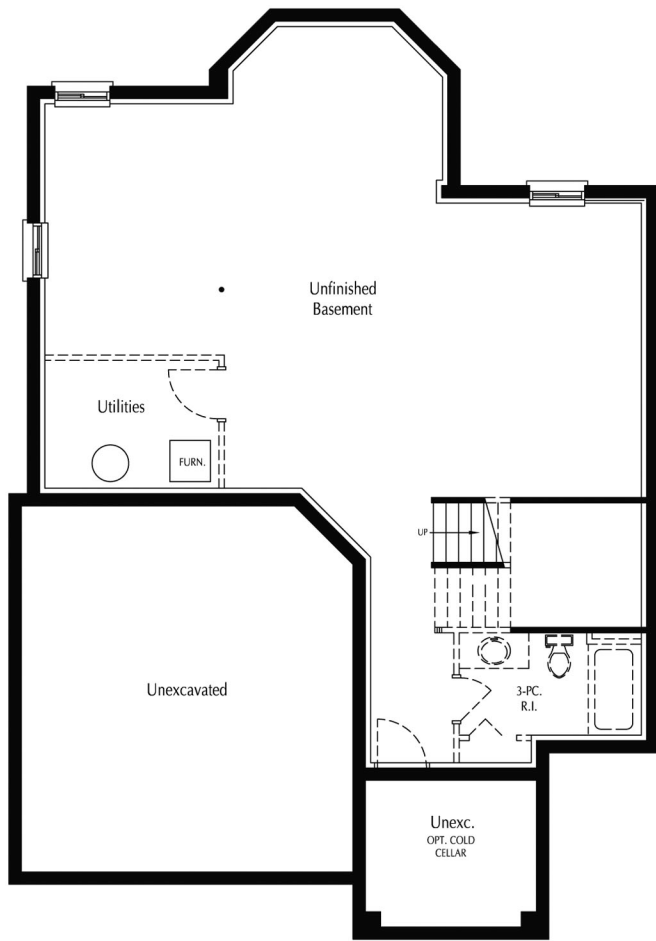 Unfinished
Basement
Utilities
FURN.
UP
Unexcavated
3-PC.
R.I.
Unexc.
OPT. COLD
CELLAR